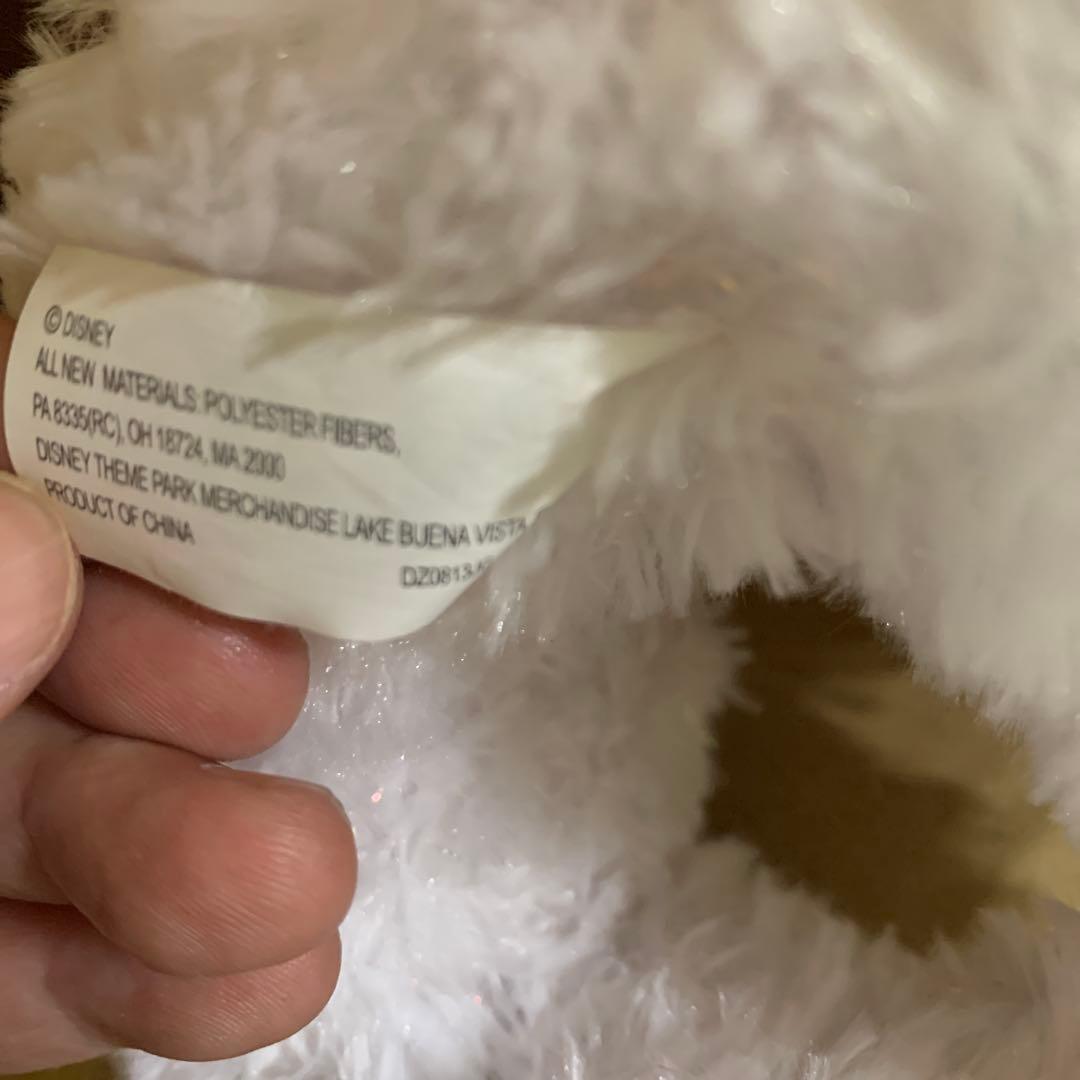 © DISNEY
ALL NEW MATERIALS: POLYESTER FIBERS,
PA 8335(RC), OH 18724, MA 2000
DISNEY THEME PARK MERCHANDISE LAKE BUENA VISTA
PRODUCT OF CHINA